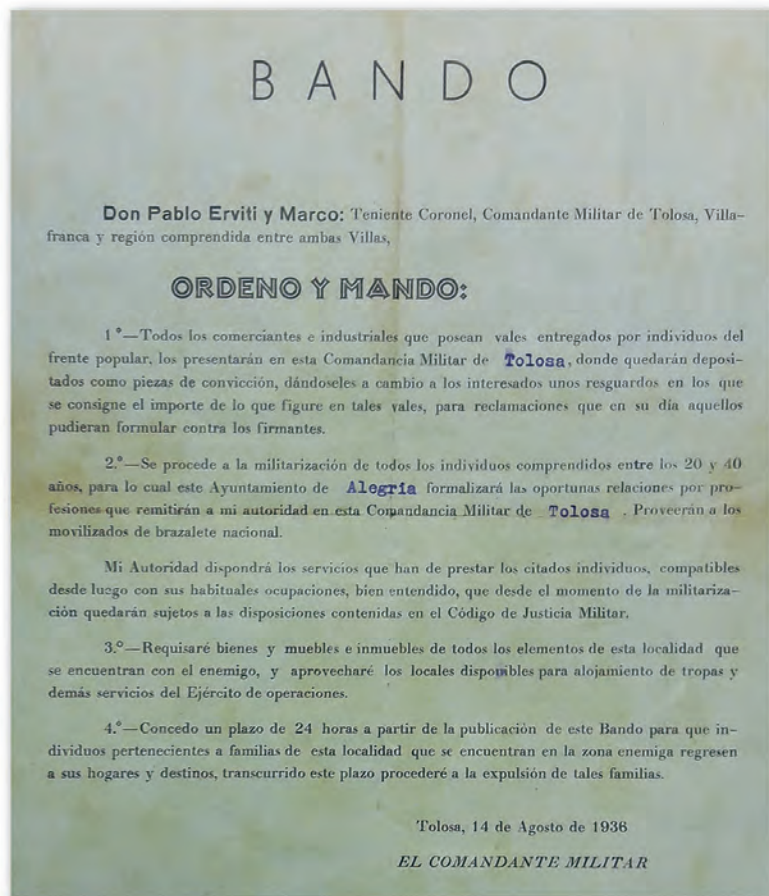 BANDO
Don Pablo Erviti y Marco: Teniente Coronel, Comandante Militar de Tolosa, Villa-
franca y región comprendida entre ambas Villas,
ORDENO Y MANDO:
1°—Todos los comerciantes e industriales que posean vales entregados por individuos del
frente popular, los presentarán en esta Comandancia Militar de Tolosa, donde quedarán deposi-
tados como piezas de convicción, dándoseles a cambio a los interesados unos resguardos en los que
se consigne el importe de lo que figure en tales vales, para reclamaciones que en su día aquellos
pudieran formular contra los firmantes.
2.°—Se procede a la militarización de todos los individuos comprendidos entre los 20 y 40
años, para lo cual este Ayuntamiento de Alegria formalizará las oportunas relaciones por pro-
fesiones que remitirán a mi autoridad en esta Comandancia Militar de Tolosa . Proveerán a los
movilizados de brazalete nacional.
Mi Autoridad dispondrá los servicios que han de prestar los citados individuos, compatibles
desde luego con sus habituales ocupaciones, bien entendido, que desde el momento de la militariza-
ción quedarán sujetos a las disposiciones contenidas en el Código de Justicia Militar.
3.°—Requisaré bienes y muebles e inmuebles de todos los elementos de esta localidad que
se encuentran con el enemigo, y aprovecharé los locales disponibles para alojamiento de tropas y
demás servicios del Ejército de operaciones.
4.°—Concedo un plazo de 24 horas a partir de la publicación de este Bando para que in-
dividuos pertenecientes a familias de esta localidad que se encuentran en la zona enemiga regresen
a sus hogares y destinos, transcurrido este plazo procederé a la expulsión de tales familias.
Tolosa, 14 de Agosto de 1936
EL COMANDANTE MILITAR